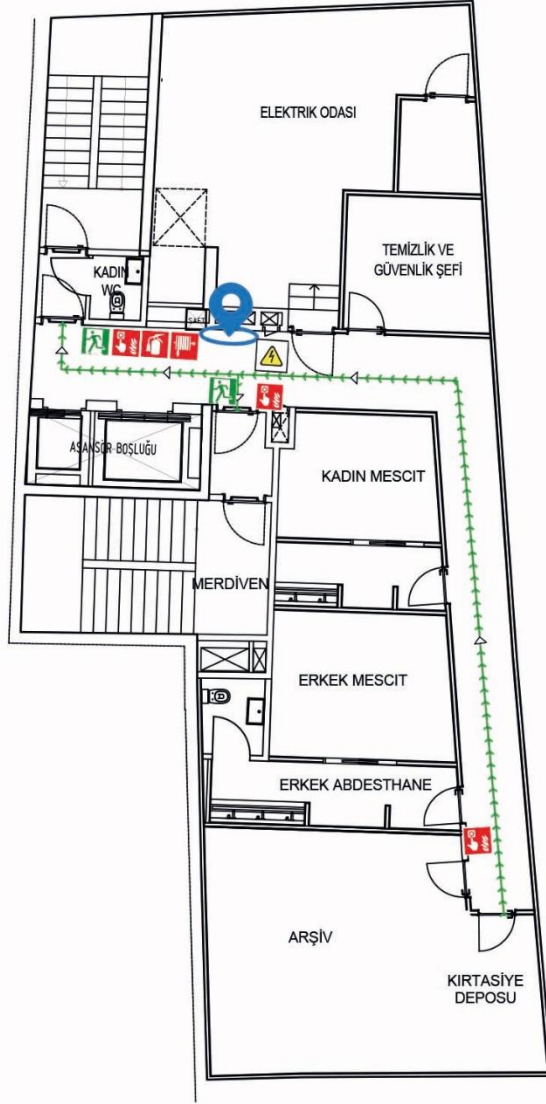 ELEKTRIK ODASI
TEMİZLİK VE
GÜVENLİK ŞEFİ
KADIN
WC
ŞAFT
ASANSÖR BOŞLUĞU
KADIN MESCIT
MERDİVEN
ERKEK MESCIT
ERKEK ABDESTHANE
ARŞİV
KIRTASİYE
DEPOSU